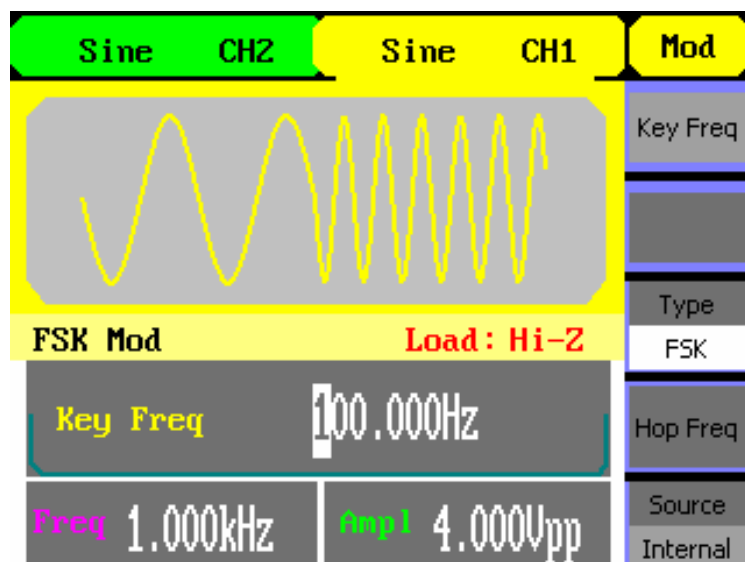 Sine CH2 Sine CH1 Mod
Key Freq
Type
FSK
FSK Mod Load: Hi-Z
Key Freq 100.000Hz
Hop Freq
Freq 1.000kHz Ampl 4.000Vpp
Source
Internal